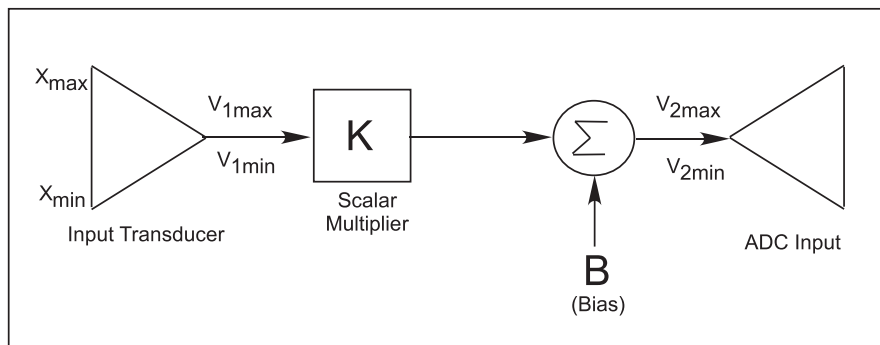 Xmax
V1max
V1min
Xmin
Input Transducer
K
Scalar
Multiplier
∑
B
(Bias)
V2max
V2min
ADC Input